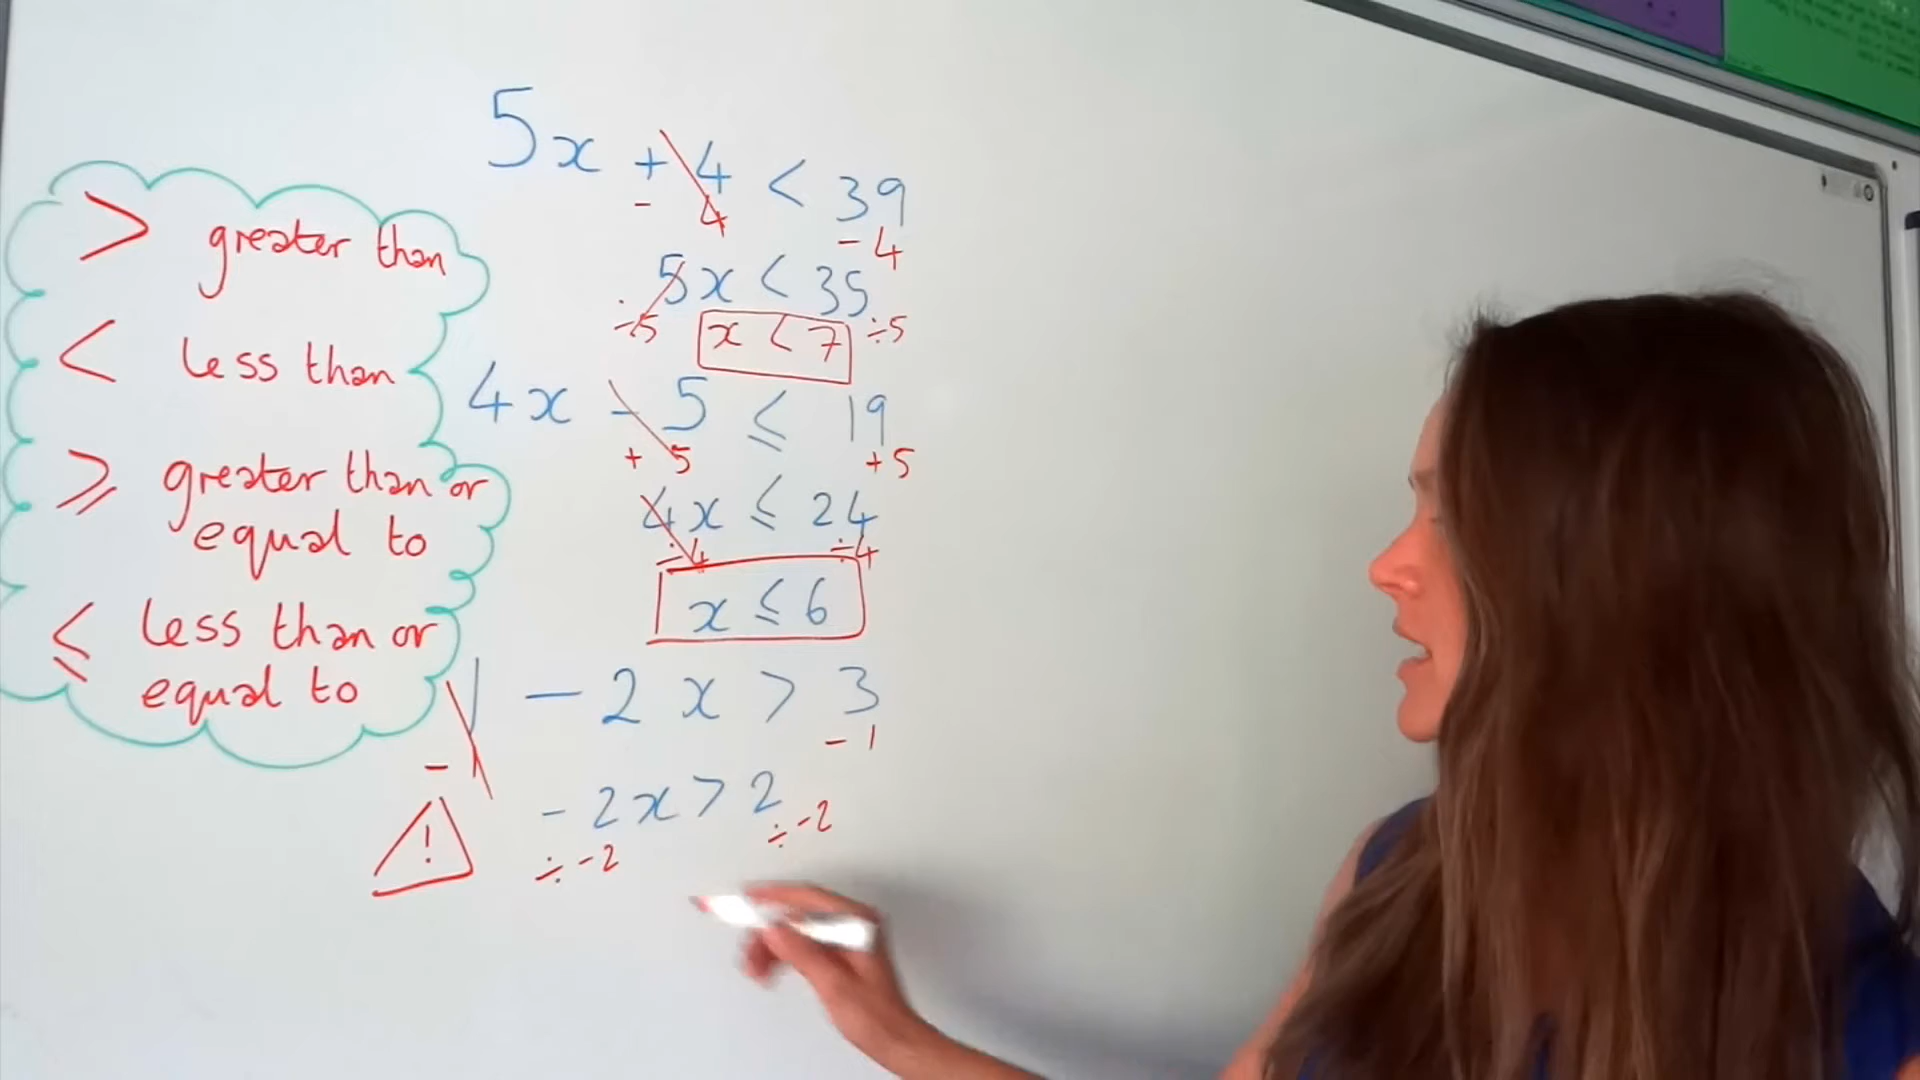 > greater than
< less than
⩾ greater than or
equal to
≤ less than or
equal to
5x + 4 < 39
- 4 - 4
5x < 35
÷5 ÷5
x < 7
4x - 5 ≤ 19
+ 5 + 5
4x ≤ 24
÷4 ÷4
x ≤ 6
1 - 2x > 3
- 1 - 1
- 2x > 2
÷ -2 ÷ -2
!